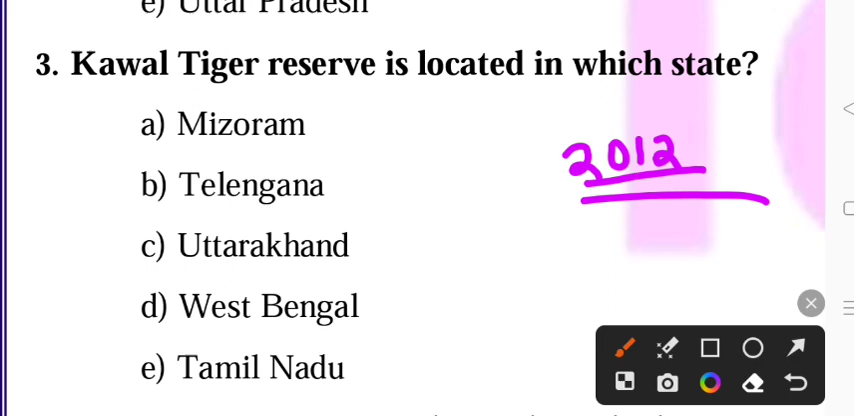 3. Kawal Tiger reserve is located in which state?
a) Mizoram
2012
b) Telengana
c) Uttarakhand
d) West Bengal
e) Tamil Nadu